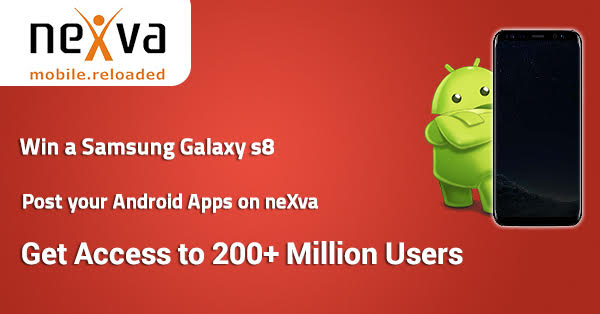 neXva
mobile.reloaded
Win a Samsung Galaxy s8
Post your Android Apps on neXva
Get Access to 200+ Million Users